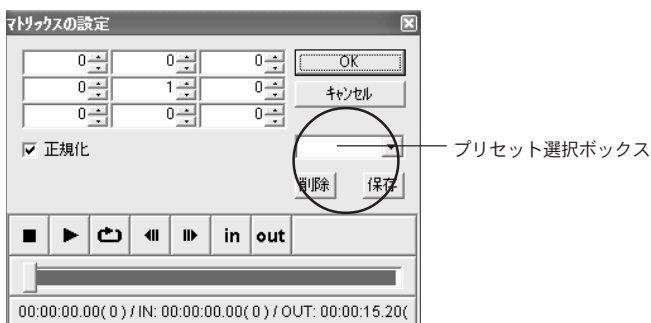 マトリックスの設定
0 0 0 OK
0 1 0 キャンセル
0 0 0
正規化
プリセット選択ボックス
削除 保存
in out
00:00:00.00( 0 ) / IN: 00:00:00.00( 0 ) / OUT: 00:00:15.20(